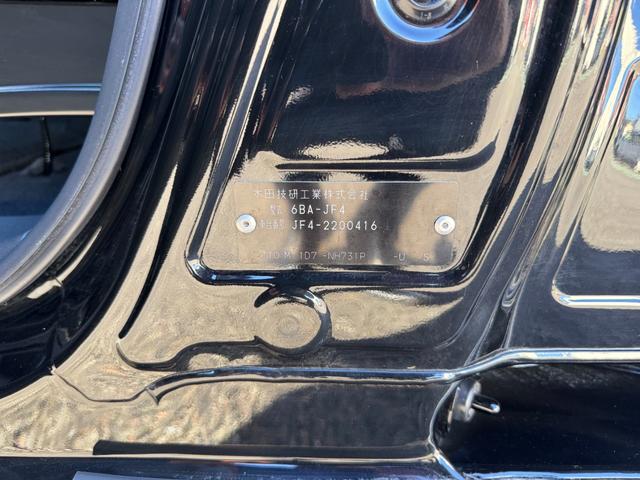 本田技研工業株式会社
型式 6BA-JF4
車台番号 JF4-2200416
NH731P -U S